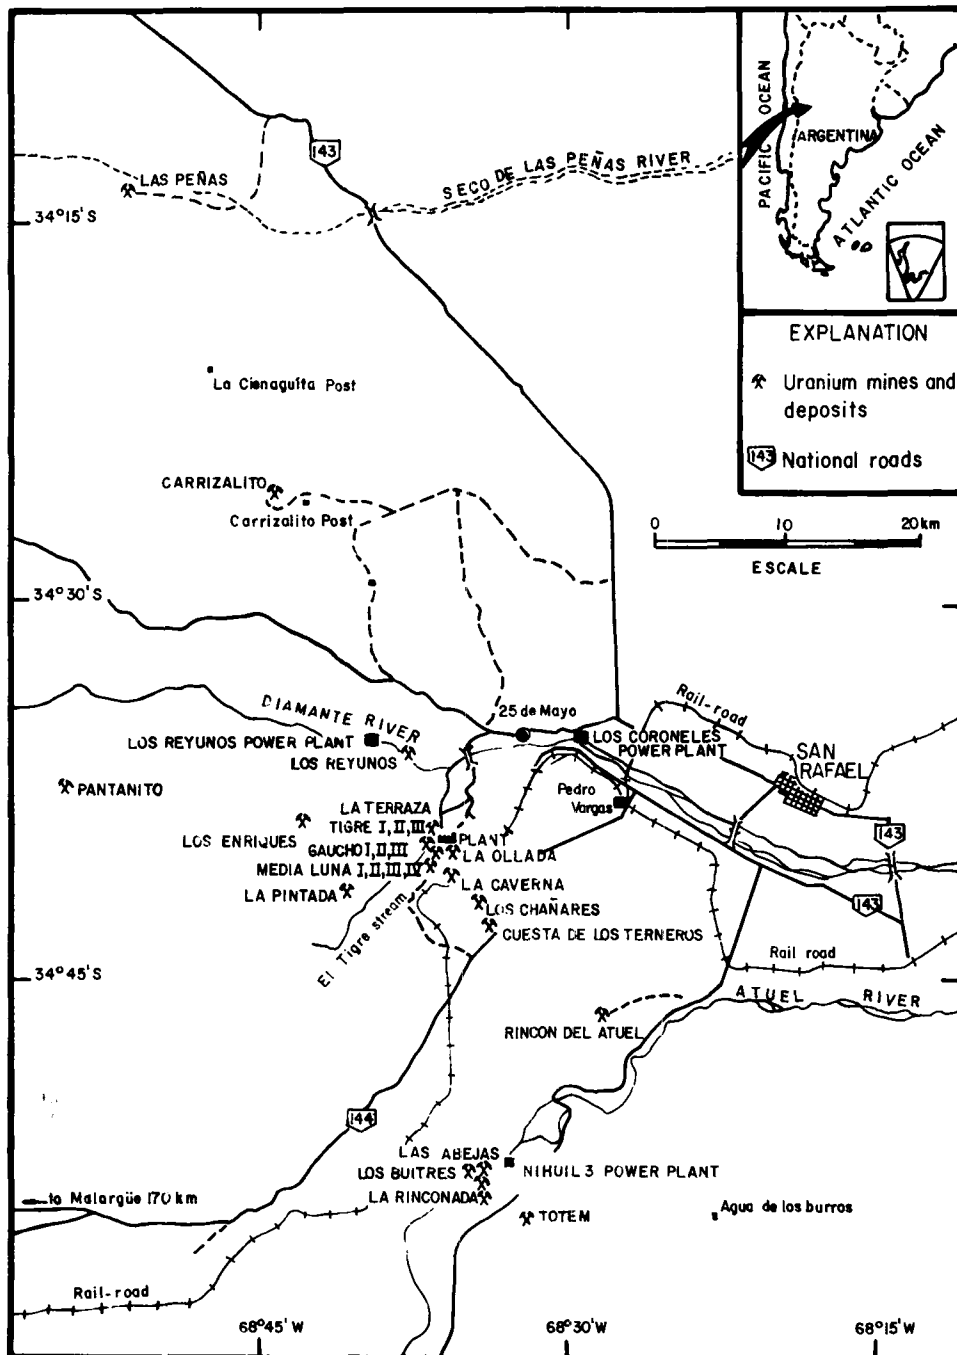 143
LAS PEÑAS
SECO DE LAS PEÑAS RIVER
34°15'S
PACIFIC OCEAN
ARGENTINA
ATLANTIC OCEAN
EXPLANATION
Uranium mines and
deposits
143 National roads
La Cienaguita Post
CARRIZALITO
Carrizalito Post
0 10 20 km
ESCALE
34°30'S
DIAMANTE RIVER
25 de Mayo
Rail-road
LOS REYUNOS POWER PLANT
LOS CORONELES
POWER PLANT
LOS REYUNOS
SAN
RAFAEL
PANTANITO
Pedro
Vargas
LA TERRAZA
TIGRE I, II, III
LOS ENRIQUES
PLANT
143
GAUCHO I, II, III
LA OLLADA
MEDIA LUNA I, II, III, IV
LA CAVERNA
LA PINTADA
LOS CHAÑARES
143
El Tigre stream
CUESTA DE LOS TERNEROS
Rail road
34°45'S
ATUEL RIVER
RINCON DEL ATUEL
144
LAS ABEJAS
LOS BUITRES
NIHUIL 3 POWER PLANT
LA RINCONADA
to Malargüe 170 km
TOTEM
Agua de los burros
Rail-road
68°45'W
68°30'W
68°15'W